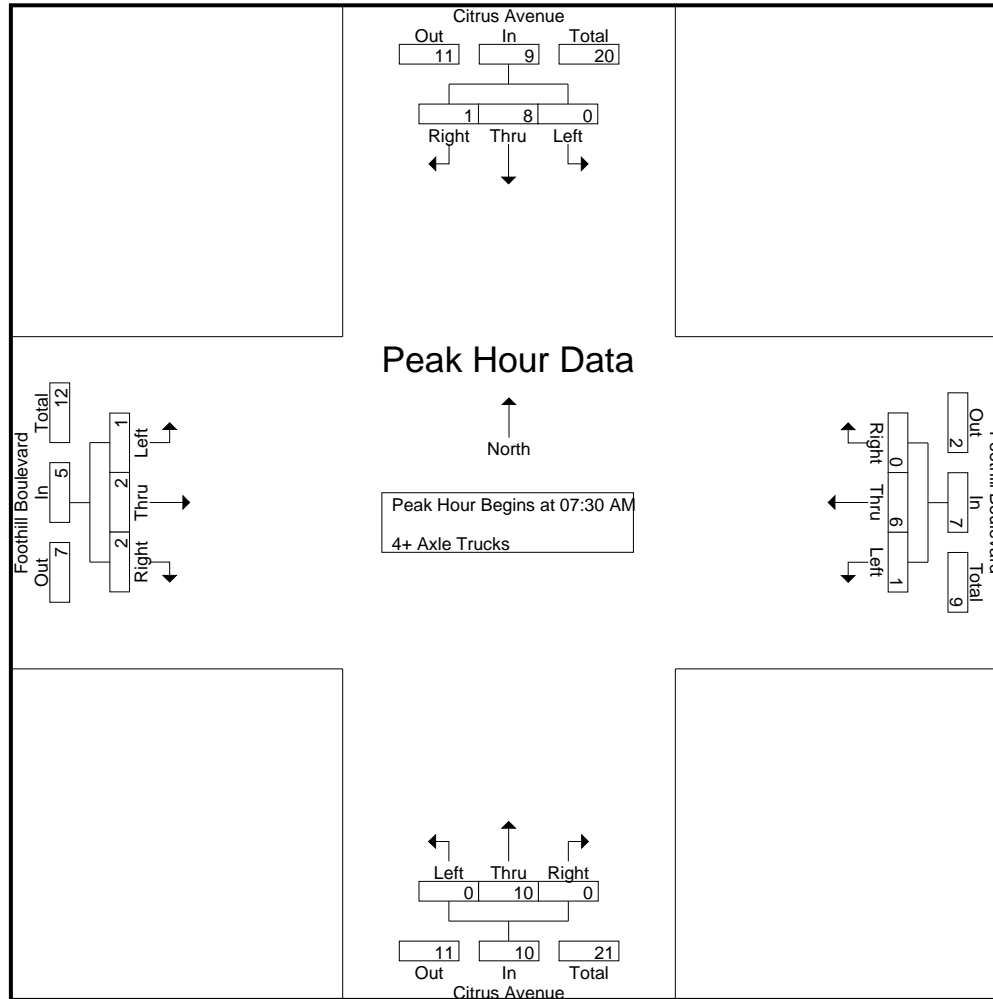 Citrus Avenue
Out In Total
11 9 20
1 8 0
Right Thru Left
Peak Hour Data
North
Peak Hour Begins at 07:30 AM
4+ Axle Trucks
Foothill Boulevard
Out In Total
7 5 12
Left Thru Right
1 2 2
Foothill Boulevard
Out In Total
2 7 9
Right Thru Left
0 6 1
Left Thru Right
0 10 0
11 10 21
Out In Total
Citrus Avenue